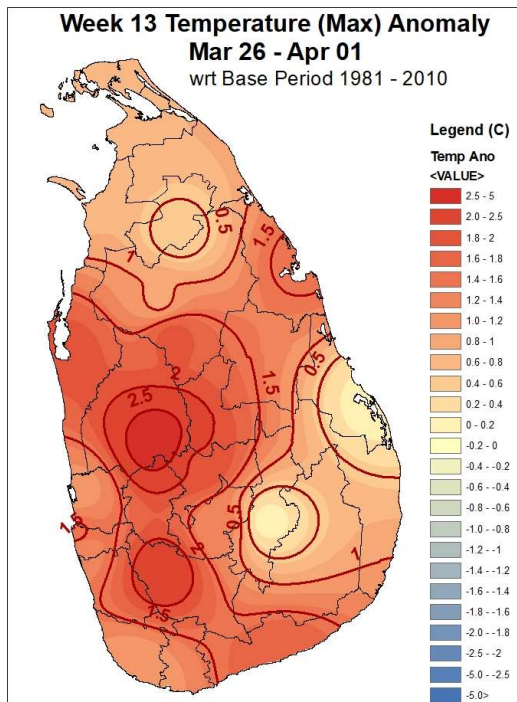 Week 13 Temperature (Max) Anomaly
Mar 26 - Apr 01
wrt Base Period 1981 - 2010
Legend (C)
Temp Ano
<VALUE>
2.5 - 5
2.0 - 2.5
1.8 - 2
1.6 - 1.8
1.4 - 1.6
1.2 - 1.4
1.0 - 1.2
0.8 - 1
0.6 - 0.8
0.4 - 0.6
0.2 - 0.4
0 - 0.2
-0.2 - 0
-0.4 - -0.2
-0.6 - -0.4
-0.8 - -0.6
-1.0 - -0.8
-1.2 - -1
-1.4 - -1.2
-1.6 - -1.4
-1.8 - -1.6
-2.0 - -1.8
-2.5 - -2
-5.0 - -2.5
-5.0>
0.5
1.5
1
0.5
2
1.5
2.5
1.5
0.5
2
1
1.5